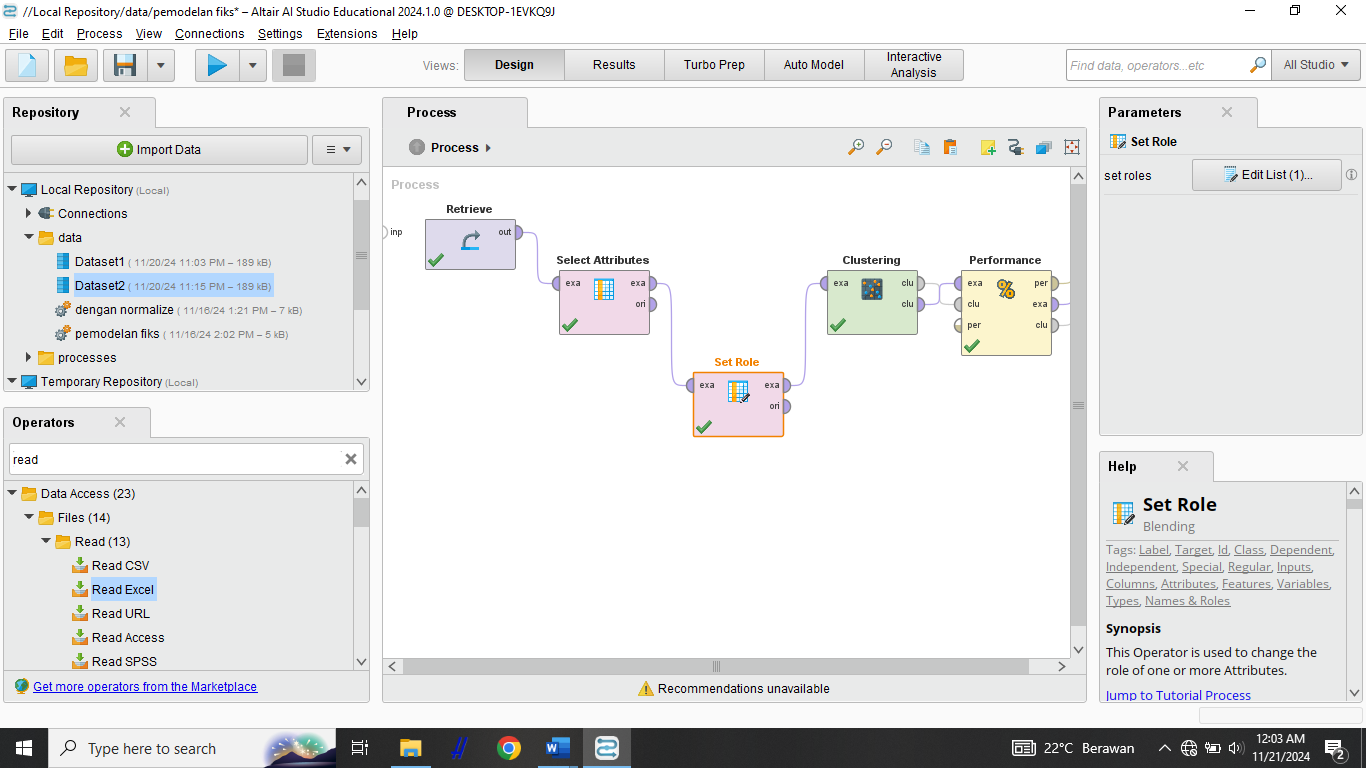 //Local Repository/data/pemodelan fiks* – Altair AI Studio Educational 2024.1.0 @ DESKTOP-1EVKQ9J
File Edit Process View Connections Settings Extensions Help
Views: Design Results Turbo Prep Auto Model Interactive Analysis
Find data, operators...etc
All Studio
Repository
Import Data
Local Repository (Local)
Connections
data
Dataset1 ( 11/20/24 11:03 PM – 189 kB)
Dataset2 ( 11/20/24 11:15 PM – 189 kB)
dengan normalize ( 11/16/24 1:21 PM – 7 kB)
pemodelan fiks ( 11/16/24 2:02 PM – 5 kB)
processes
Temporary Repository (Local)
Operators
read
Data Access (23)
Files (14)
Read (13)
Read CSV
Read Excel
Read URL
Read Access
Read SPSS
Get more operators from the Marketplace
Process
Process
Process
inp
Retrieve
out
Select Attributes
exa exa
ori
Set Role
exa exa
ori
Clustering
exa clu
clu
Performance
exa per
clu exa
per clu
Recommendations unavailable
Parameters
Set Role
set roles Edit List (1)...
Help
Set Role
Blending
Tags: Label, Target, Id, Class, Dependent,
Independent, Special, Regular, Inputs,
Columns, Attributes, Features, Variables,
Types, Names & Roles
Synopsis
This Operator is used to change the
role of one or more Attributes.
Jump to Tutorial Process
Type here to search
22°C Berawan
12:03 AM
11/21/2024
2